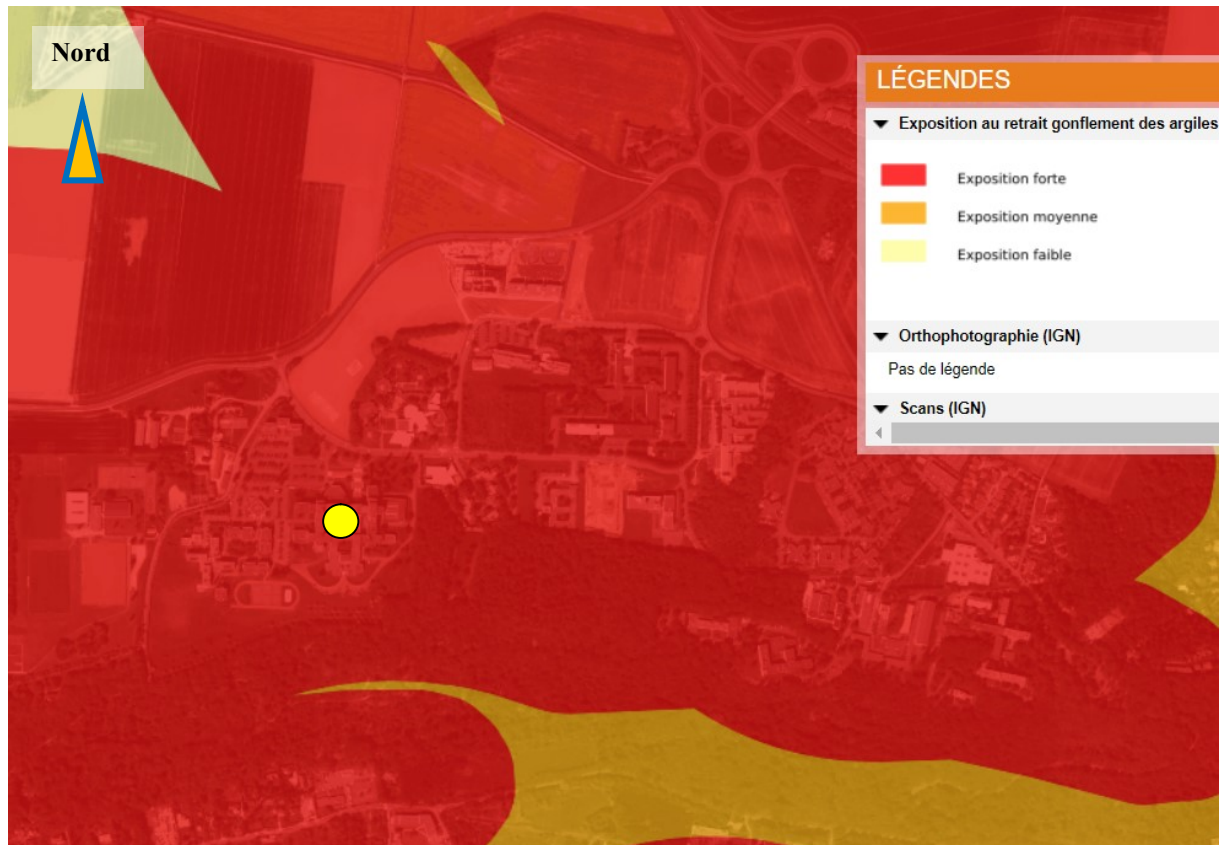 Nord
LÉGENDES
Exposition au retrait gonflement des argiles
Exposition forte
Exposition moyenne
Exposition faible
Orthophotographie (IGN)
Pas de légende
Scans (IGN)